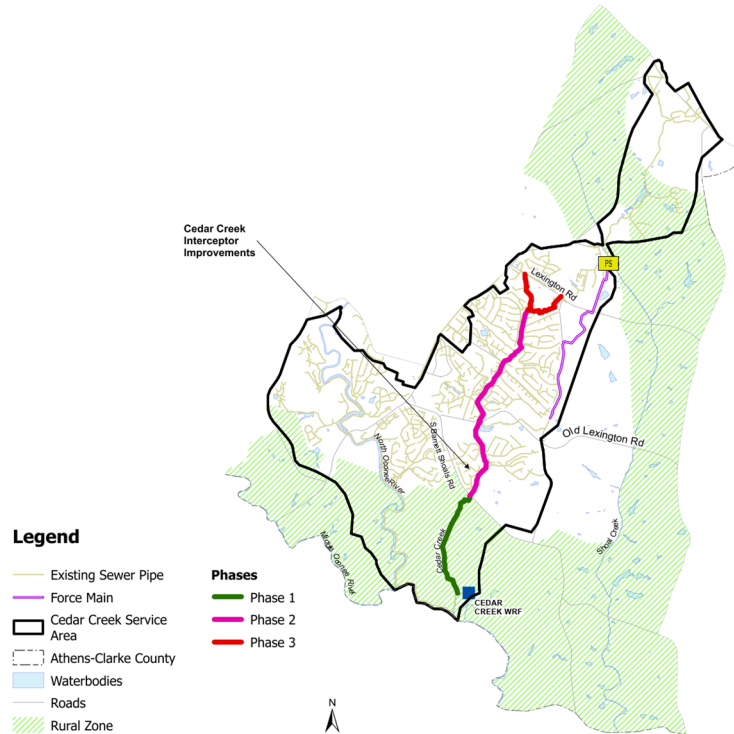 Cedar Creek
Interceptor
Improvements
PS
Lexington Rd
S Barnett Shoals Rd
Old Lexington Rd
North Oconee River
Cedar Creek
Shoal Creek
Middle Oconee River
CEDAR
CREEK WRF
Legend
Existing Sewer Pipe
Force Main
Cedar Creek Service
Area
Athens-Clarke County
Waterbodies
Roads
Rural Zone
Phases
Phase 1
Phase 2
Phase 3
N